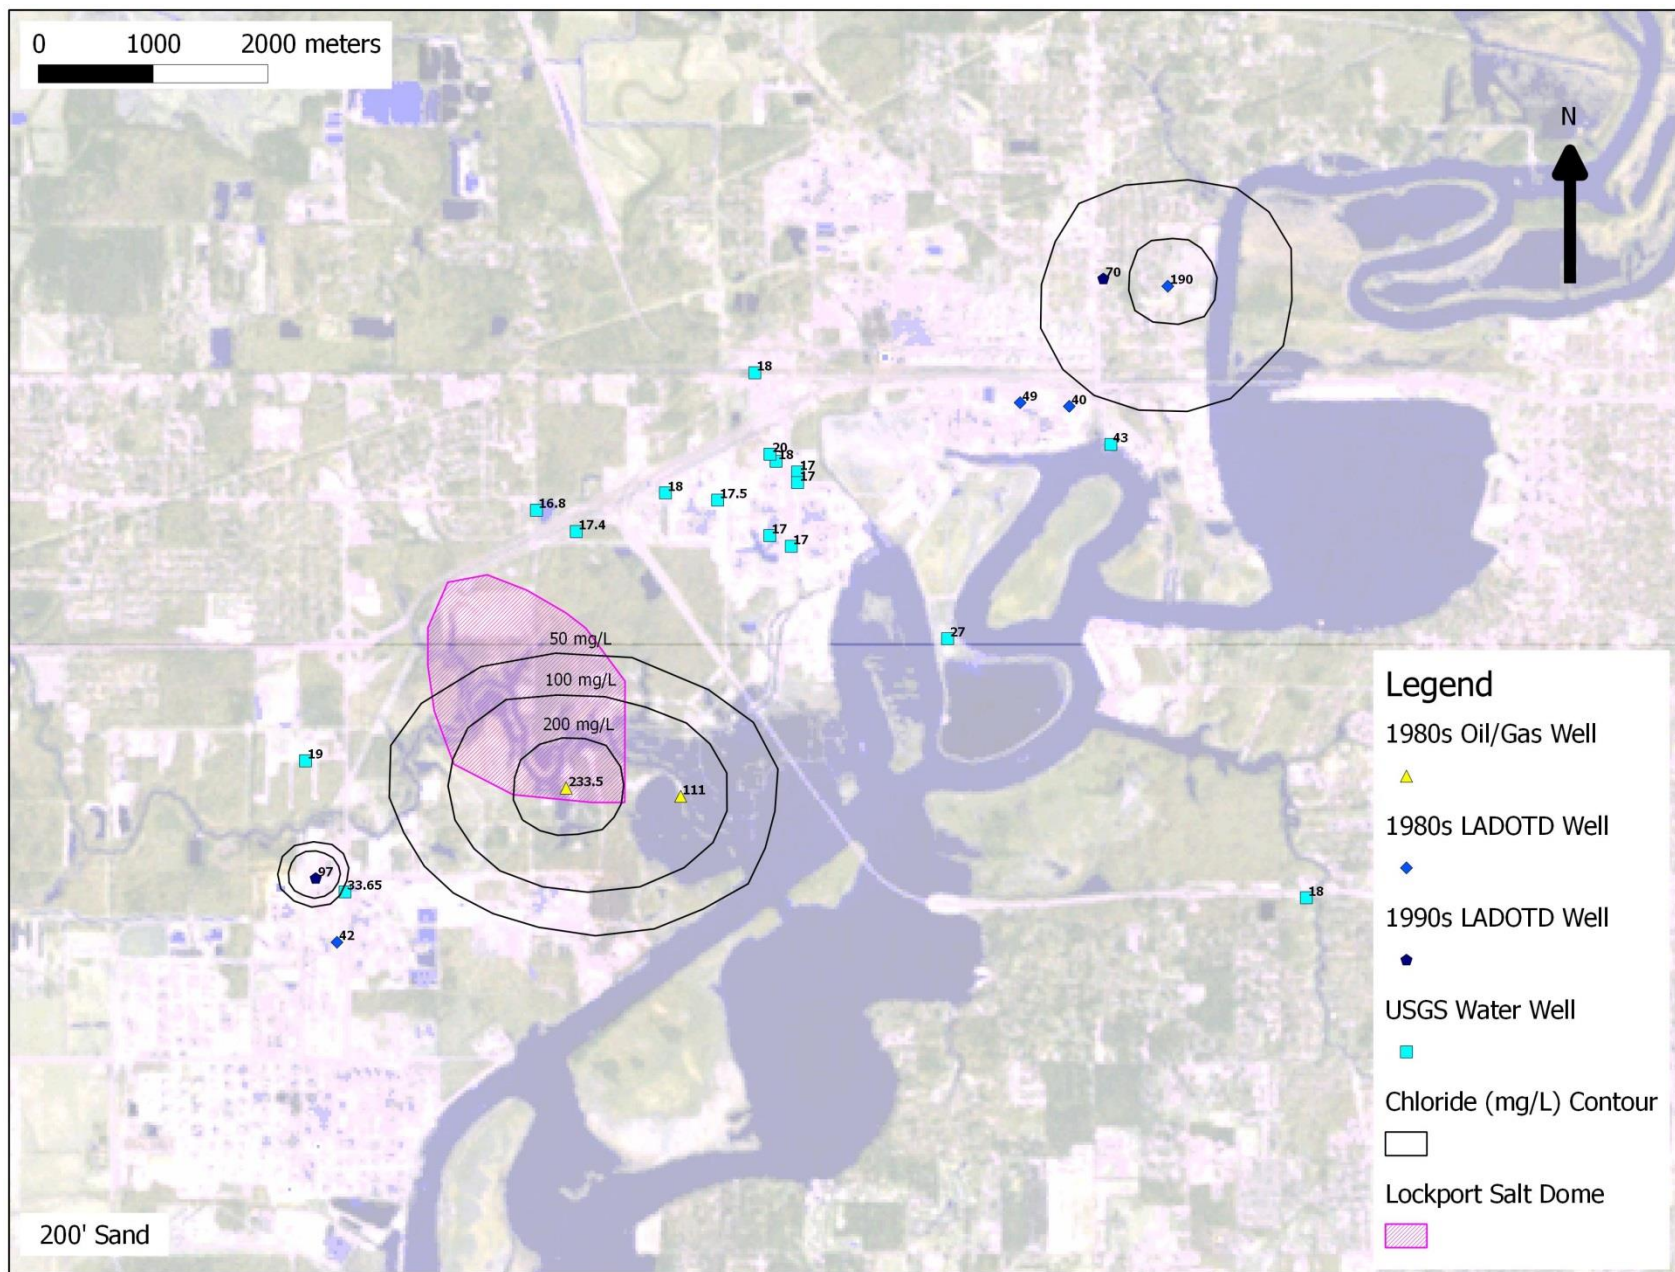 0 1000 2000 meters
N
70
190
18
49
40
43
20
18
17
17
18
17.5
16.8
17.4
17
17
50 mg/L
27
100 mg/L
200 mg/L
19
233.5
111
97
33.65
18
42
Legend
1980s Oil/Gas Well
1980s LADOTD Well
1990s LADOTD Well
USGS Water Well
Chloride (mg/L) Contour
Lockport Salt Dome
200' Sand